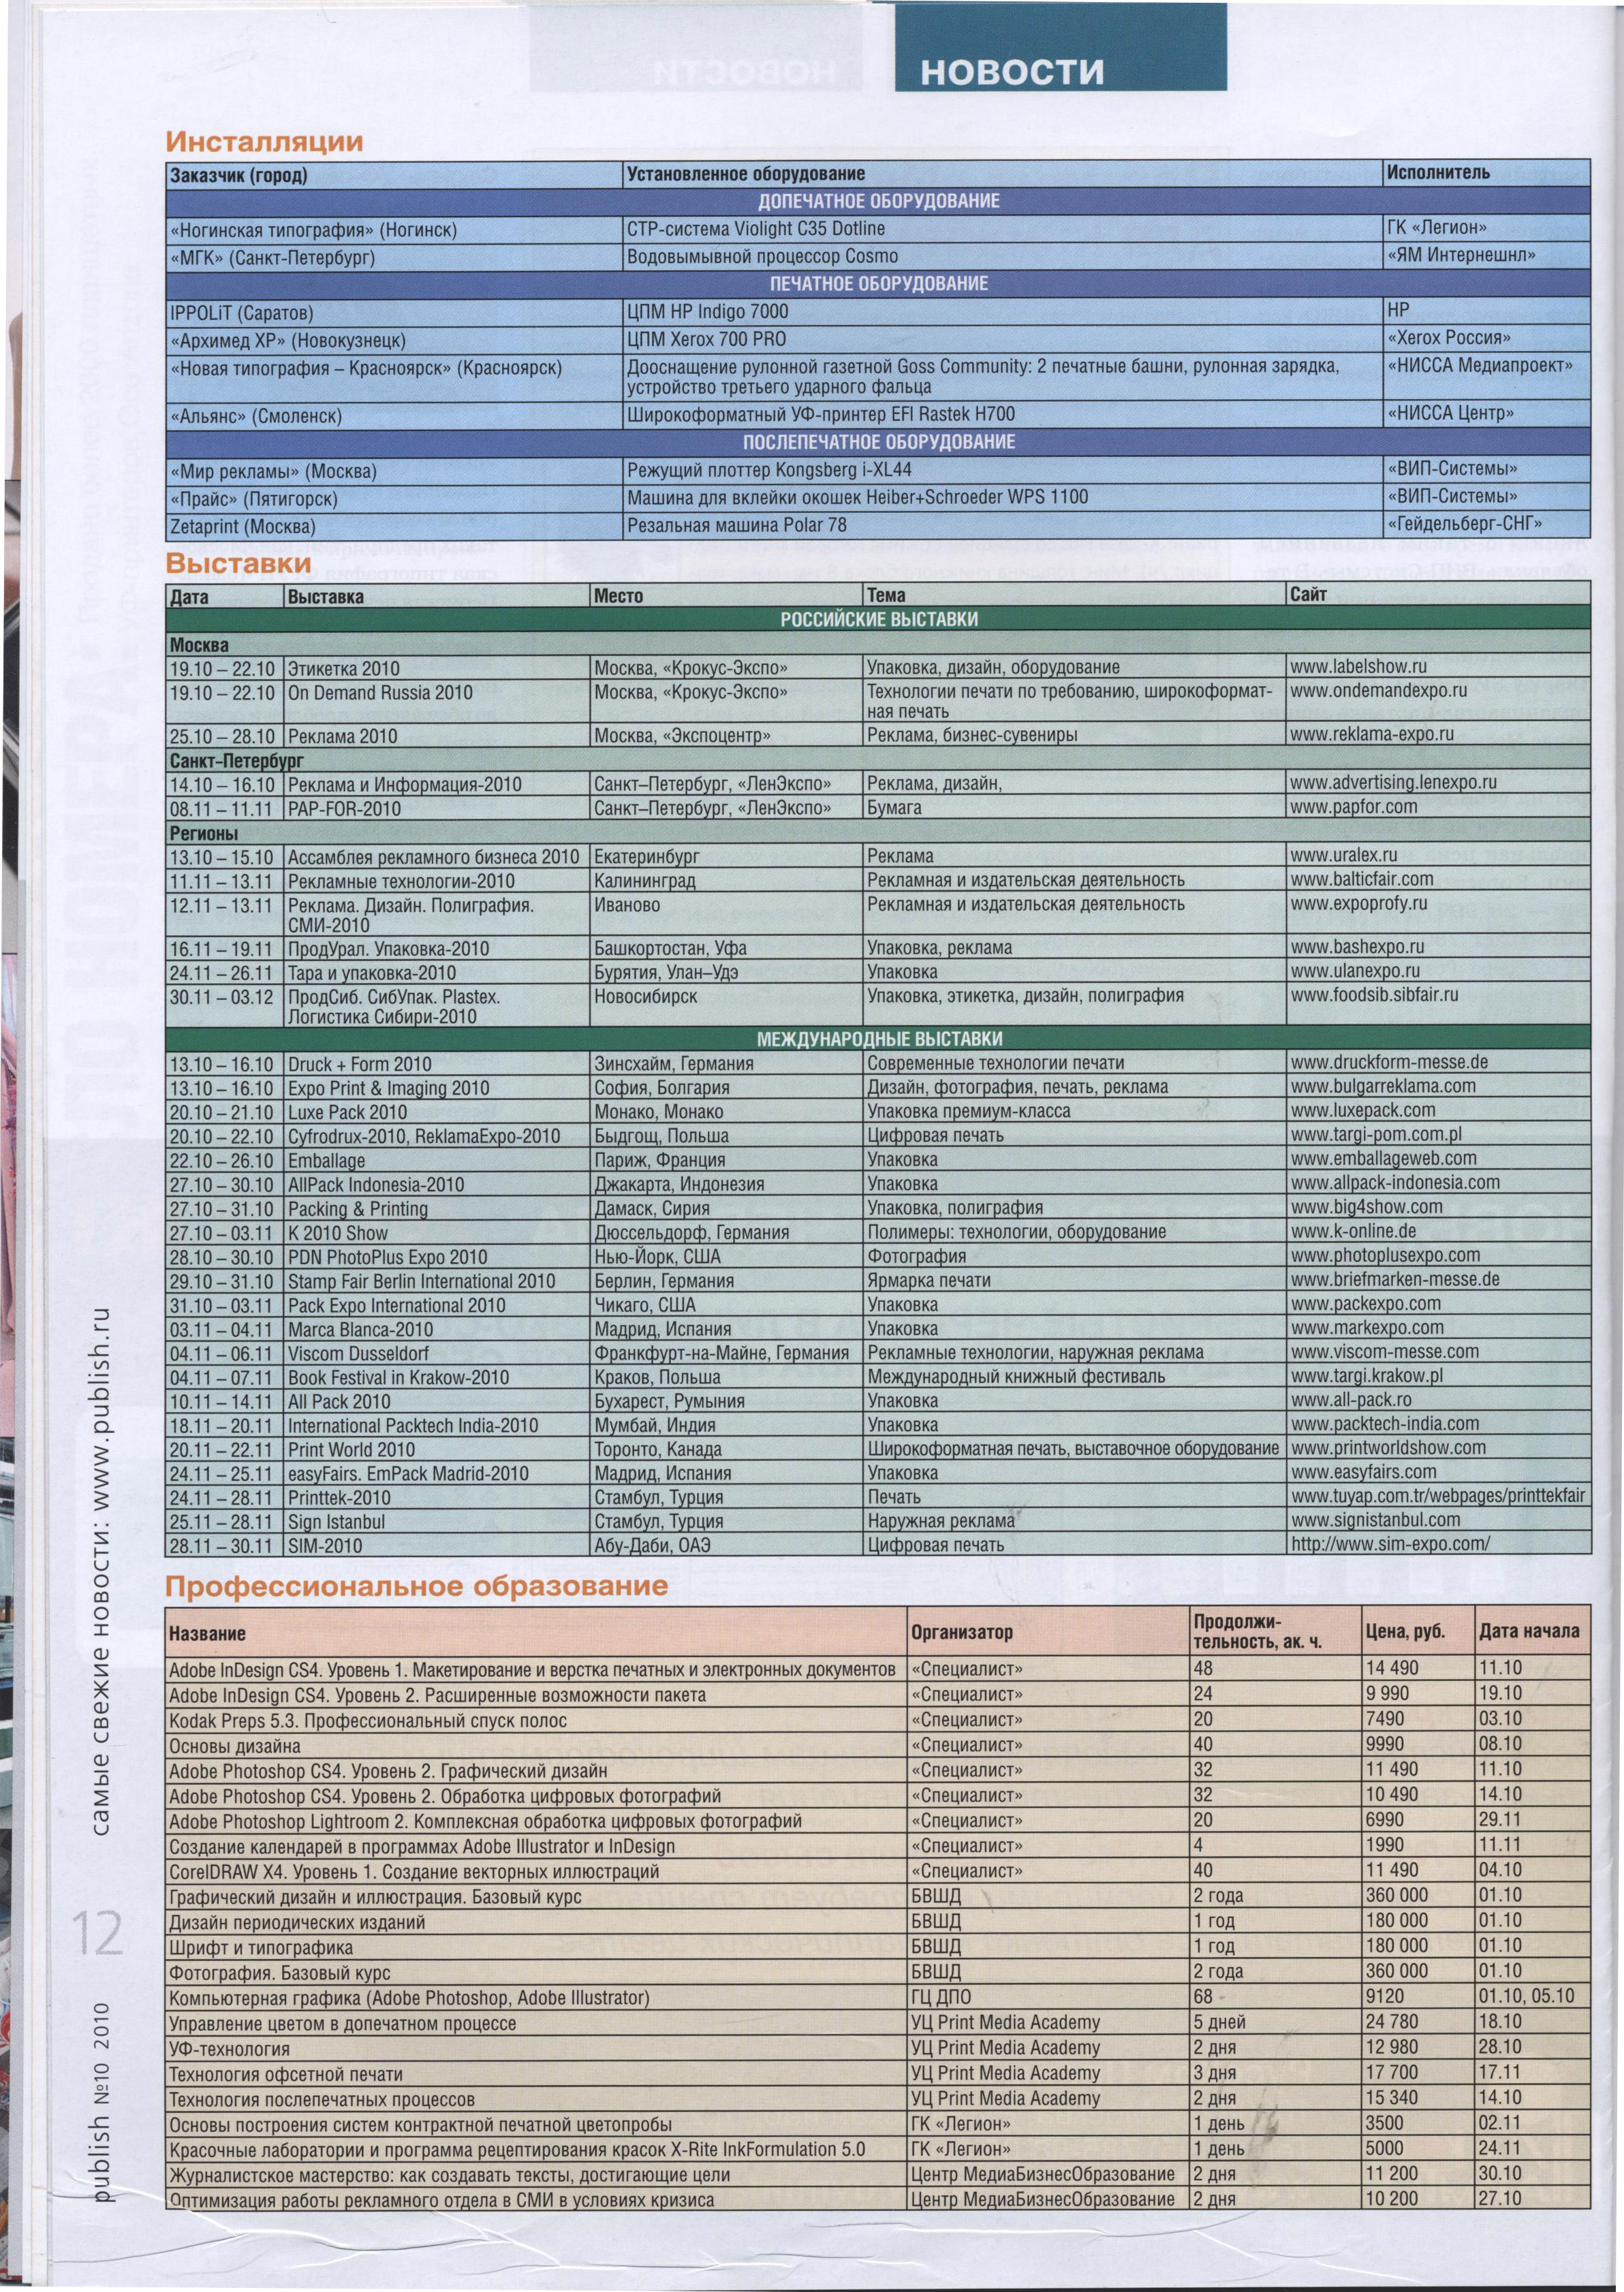 НОВОСТИ
Инсталляции
Заказчик (город) Установленное оборудование Исполнитель
ДОПЕЧАТНОЕ ОБОРУДОВАНИЕ
«Ногинская типография» (Ногинск) CTP-система Violight C35 Dotline ГК «Легион»
«МГК» (Санкт-Петербург) Водовымывной процессор Cosmo «ЯМ Интернешнл»
ПЕЧАТНОЕ ОБОРУДОВАНИЕ
IPPOLiT (Саратов) ЦПМ HP Indigo 7000 HP
«Архимед ХР» (Новокузнецк) ЦПМ Xerox 700 PRO «Xerox Россия»
«Новая типография – Красноярск» (Красноярск) Дооснащение рулонной газетной Goss Community: 2 печатные башни, рулонная зарядка, «НИССА Медиапроект»
устройство третьего ударного фальца
«Альянс» (Смоленск) Широкоформатный УФ-принтер EFI Rastek H700 «НИССА Центр»
ПОСЛЕПЕЧАТНОЕ ОБОРУДОВАНИЕ
«Мир рекламы» (Москва) Режущий плоттер Kongsberg i-XL44 «ВИП-Системы»
«Прайс» (Пятигорск) Машина для вклейки окошек Heiber+Schroeder WPS 1100 «ВИП-Системы»
Zetaprint (Москва) Резальная машина Polar 78 «Гейдельберг-СНГ»
Выставки
Дата Выставка Место Тема Сайт
РОССИЙСКИЕ ВЫСТАВКИ
Москва
19.10 – 22.10 Этикетка 2010 Москва, «Крокус-Экспо» Упаковка, дизайн, оборудование www.labelshow.ru
19.10 – 22.10 On Demand Russia 2010 Москва, «Крокус-Экспо» Технологии печати по требованию, широкоформат- www.ondemandexpo.ru
ная печать
25.10 – 28.10 Реклама 2010 Москва, «Экспоцентр» Реклама, бизнес-сувениры www.reklama-expo.ru
Санкт-Петербург
14.10 – 16.10 Реклама и Информация-2010 Санкт–Петербург, «ЛенЭкспо» Реклама, дизайн, www.advertising.lenexpo.ru
08.11 – 11.11 PAP-FOR-2010 Санкт–Петербург, «ЛенЭкспо» Бумага www.papfor.com
Регионы
13.10 – 15.10 Ассамблея рекламного бизнеса 2010 Екатеринбург Реклама www.uralex.ru
11.11 – 13.11 Рекламные технологии-2010 Калининград Рекламная и издательская деятельность www.balticfair.com
12.11 – 13.11 Реклама. Дизайн. Полиграфия. Иваново Рекламная и издательская деятельность www.expoprofy.ru
СМИ-2010
16.11 – 19.11 ПродУрал. Упаковка-2010 Башкортостан, Уфа Упаковка, реклама www.bashexpo.ru
24.11 – 26.11 Тара и упаковка-2010 Бурятия, Улан–Удэ Упаковка www.ulanexpo.ru
30.11 – 03.12 ПродСиб. СибУпак. Plastex. Новосибирск Упаковка, этикетка, дизайн, полиграфия www.foodsib.sibfair.ru
Логистика Сибири-2010
МЕЖДУНАРОДНЫЕ ВЫСТАВКИ
13.10 – 16.10 Druck + Form 2010 Зинсхайм, Германия Современные технологии печати www.druckform-messe.de
13.10 – 16.10 Expo Print & Imaging 2010 София, Болгария Дизайн, фотография, печать, реклама www.bulgarreklama.com
20.10 – 21.10 Luxe Pack 2010 Монако, Монако Упаковка премиум-класса www.luxepack.com
20.10 – 22.10 Cyfrodrux-2010, ReklamaExpo-2010 Быдгощ, Польша Цифровая печать www.targi-pom.com.pl
22.10 – 26.10 Emballage Париж, Франция Упаковка www.emballageweb.com
27.10 – 30.10 AllPack Indonesia-2010 Джакарта, Индонезия Упаковка www.allpack-indonesia.com
27.10 – 31.10 Packing & Printing Дамаск, Сирия Упаковка, полиграфия www.big4show.com
27.10 – 03.11 K 2010 Show Дюссельдорф, Германия Полимеры: технологии, оборудование www.k-online.de
28.10 – 30.10 PDN PhotoPlus Expo 2010 Нью-Йорк, США Фотография www.photoplusexpo.com
29.10 – 31.10 Stamp Fair Berlin International 2010 Берлин, Германия Ярмарка печати www.briefmarken-messe.de
31.10 – 03.11 Pack Expo International 2010 Чикаго, США Упаковка www.packexpo.com
03.11 – 04.11 Marca Blanca-2010 Мадрид, Испания Упаковка www.markexpo.com
04.11 – 06.11 Viscom Dusseldorf Франкфурт-на-Майне, Германия Рекламные технологии, наружная реклама www.viscom-messe.com
04.11 – 07.11 Book Festival in Krakow-2010 Краков, Польша Международный книжный фестиваль www.targi.krakow.pl
10.11 – 14.11 All Pack 2010 Бухарест, Румыния Упаковка www.all-pack.ro
18.11 – 20.11 International Packtech India-2010 Мумбай, Индия Упаковка www.packtech-india.com
20.11 – 22.11 Print World 2010 Торонто, Канада Широкоформатная печать, выставочное оборудование www.printworldshow.com
24.11 – 25.11 easyFairs. EmPack Madrid-2010 Мадрид, Испания Упаковка www.easyfairs.com
24.11 – 28.11 Printtek-2010 Стамбул, Турция Печать www.tuyap.com.tr/webpages/printtekfair
25.11 – 28.11 Sign Istanbul Стамбул, Турция Наружная реклама www.signistanbul.com
28.11 – 30.11 SIM-2010 Абу-Даби, ОАЭ Цифровая печать http://www.sim-expo.com/
Профессиональное образование
Название Организатор Продолжи- Цена, руб. Дата начала
тельность, ак. ч.
Adobe InDesign CS4. Уровень 1. Макетирование и верстка печатных и электронных документов «Специалист» 48 14 490 11.10
Adobe InDesign CS4. Уровень 2. Расширенные возможности пакета «Специалист» 24 9 990 19.10
Kodak Preps 5.3. Профессиональный спуск полос «Специалист» 20 7490 03.10
Основы дизайна «Специалист» 40 9990 08.10
Adobe Photoshop CS4. Уровень 2. Графический дизайн «Специалист» 32 11 490 11.10
Adobe Photoshop CS4. Уровень 2. Обработка цифровых фотографий «Специалист» 32 10 490 14.10
Adobe Photoshop Lightroom 2. Комплексная обработка цифровых фотографий «Специалист» 20 6990 29.11
Создание календарей в программах Adobe Illustrator и InDesign «Специалист» 4 1990 11.11
CorelDRAW X4. Уровень 1. Создание векторных иллюстраций «Специалист» 40 11 490 04.10
Графический дизайн и иллюстрация. Базовый курс БВШД 2 года 360 000 01.10
Дизайн периодических изданий БВШД 1 год 180 000 01.10
Шрифт и типографика БВШД 1 год 180 000 01.10
Фотография. Базовый курс БВШД 2 года 360 000 01.10
Компьютерная графика (Adobe Photoshop, Adobe Illustrator) ГЦ ДПО 68 9120 01.10, 05.10
Управление цветом в допечатном процессе УЦ Print Media Academy 5 дней 24 780 18.10
УФ-технология УЦ Print Media Academy 2 дня 12 980 28.10
Технология офсетной печати УЦ Print Media Academy 3 дня 17 700 17.11
Технология послепечатных процессов УЦ Print Media Academy 2 дня 15 340 14.10
Основы построения систем контрактной печатной цветопробы ГК «Легион» 1 день 3500 02.11
Красочные лаборатории и программа рецептирования красок X-Rite InkFormulation 5.0 ГК «Легион» 1 день 5000 24.11
Журналистское мастерство: как создавать тексты, достигающие цели Центр МедиаБизнесОбразование 2 дня 11 200 30.10
Оптимизация работы рекламного отдела в СМИ в условиях кризиса Центр МедиаБизнесОбразование 2 дня 10 200 27.10
самые свежие новости: www.publish.ru
12
publish №10 2010